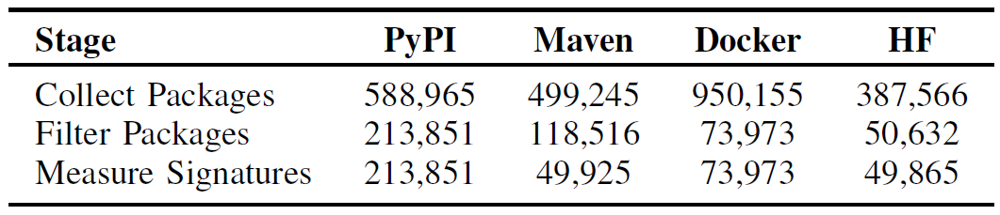 Stage PyPI Maven Docker HF
Collect Packages 588,965 499,245 950,155 387,566
Filter Packages 213,851 118,516 73,973 50,632
Measure Signatures 213,851 49,925 73,973 49,865